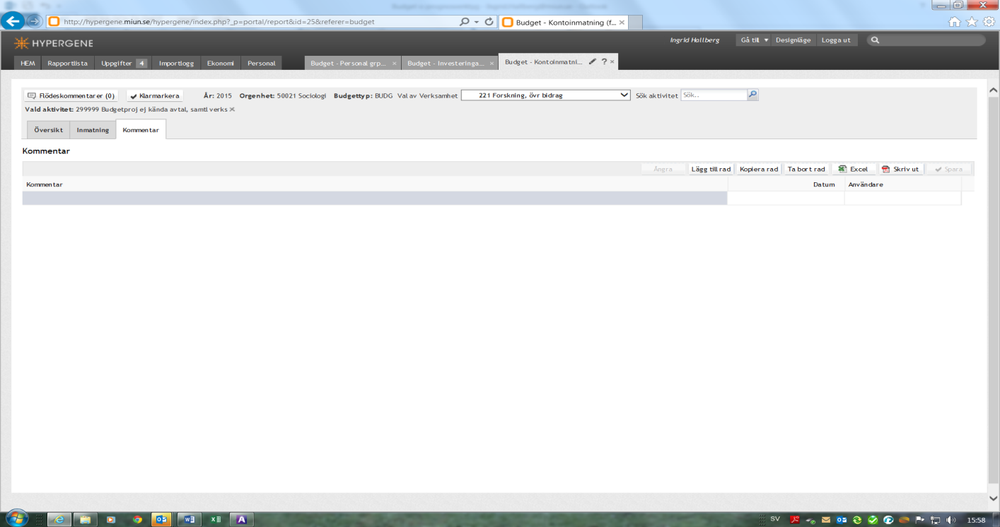 http://hypergene.miun.se/hypergene/index.php?_p=portal/report&id=25&referer=budget
Budget - Kontoinmatning (f... ×
HYPERGENE
Ingrid Hallberg Gå till ▼ Designläge Logga ut
HEM Rapportlista Uppgifter 4 Importlogg Ekonomi Personal Budget - Personal grp... × Budget - Investeringa... × Budget - Kontoinmatni... ? ×
Flödeskommentarer (0) Klarmarkera År: 2015 Orgenhet: 50021 Sociologi Budgettyp: BUDG Val av Verksamhet 221 Forskning, övr bidrag Sök aktivitet Sök..
Vald aktivitet: 299999 Budgetproj ej kända avtal, samtl verks
Översikt Inmatning Kommentar
Kommentar
Ångra Lägg till rad Kopiera rad Ta bort rad Excel Skriv ut Spara
Kommentar Datum Användare
SV 15:58